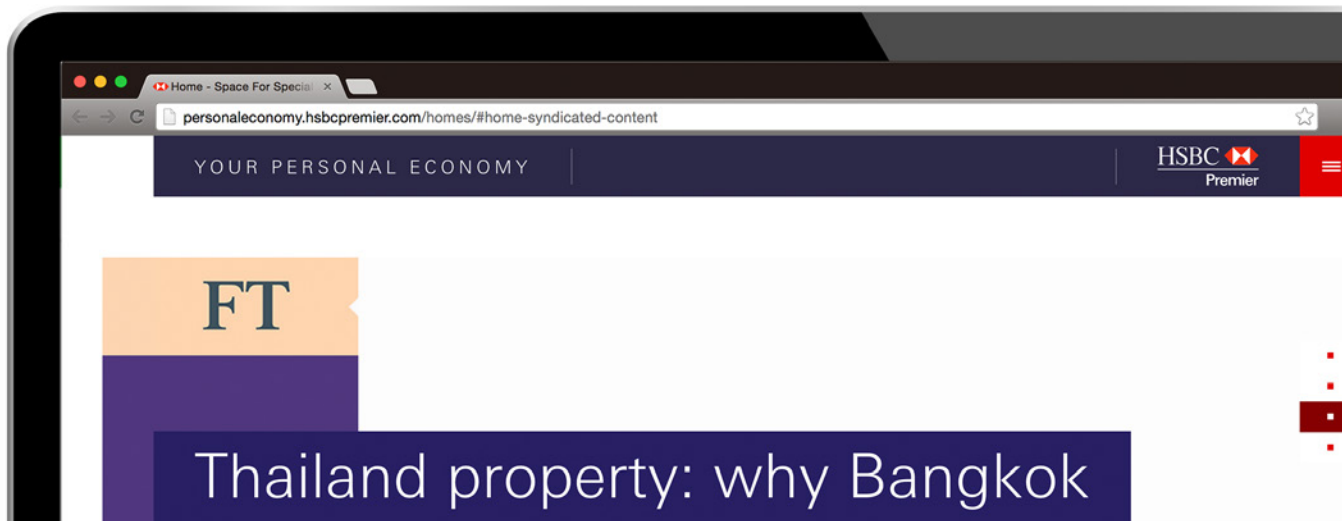 Home - Space For Special
personaleconomy.hsbcpremier.com/homes/#home-syndicated-content
YOUR PERSONAL ECONOMY
HSBC
Premier
FT
Thailand property: why Bangkok